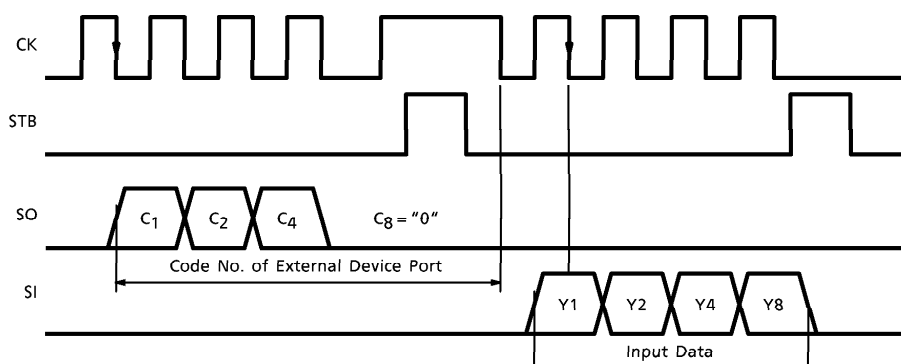 CK
STB
SO
C1 C2 C4 C8 = "0"
Code No. of External Device Port
SI
Y1 Y2 Y4 Y8
Input Data